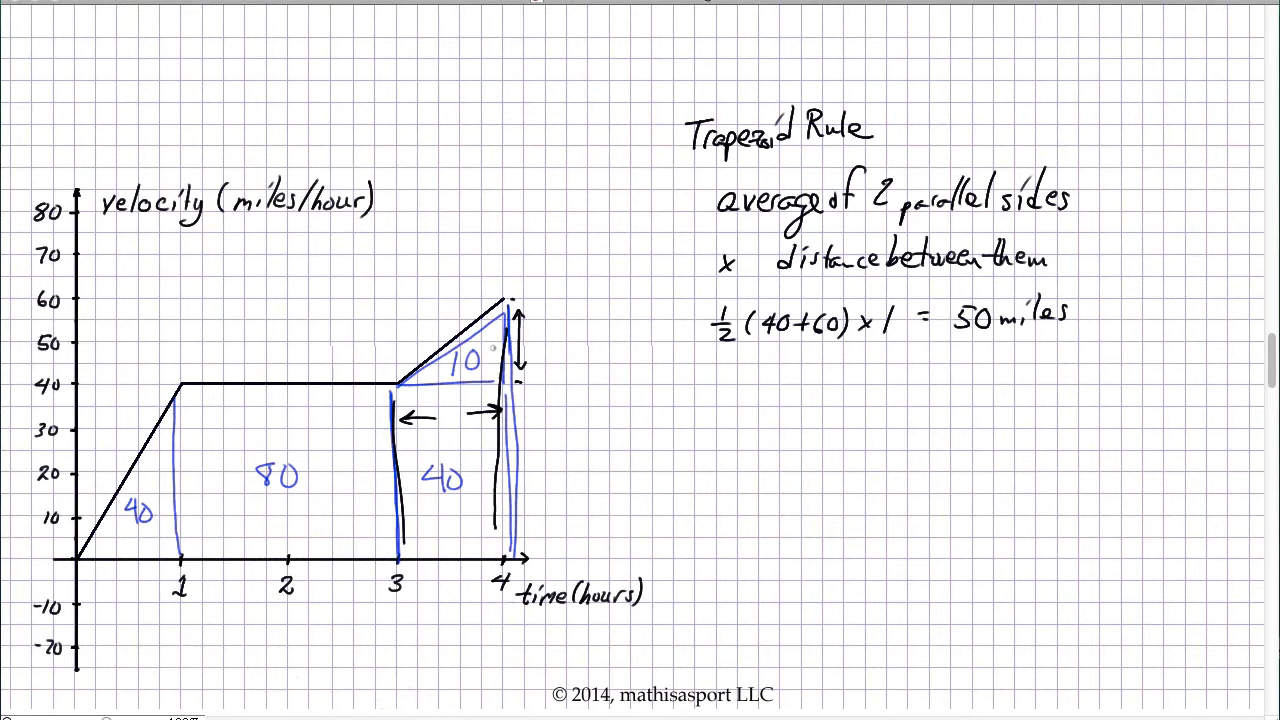 Trapezoid Rule
average of 2 parallel sides
x distance between them
½ (40+60) x 1 = 50 miles
velocity (miles/hour)
80
70
60
50
40
30
20
10
-10
-20
10
40
80
40
1 2 3 4
time (hours)
© 2014, mathisasport LLC